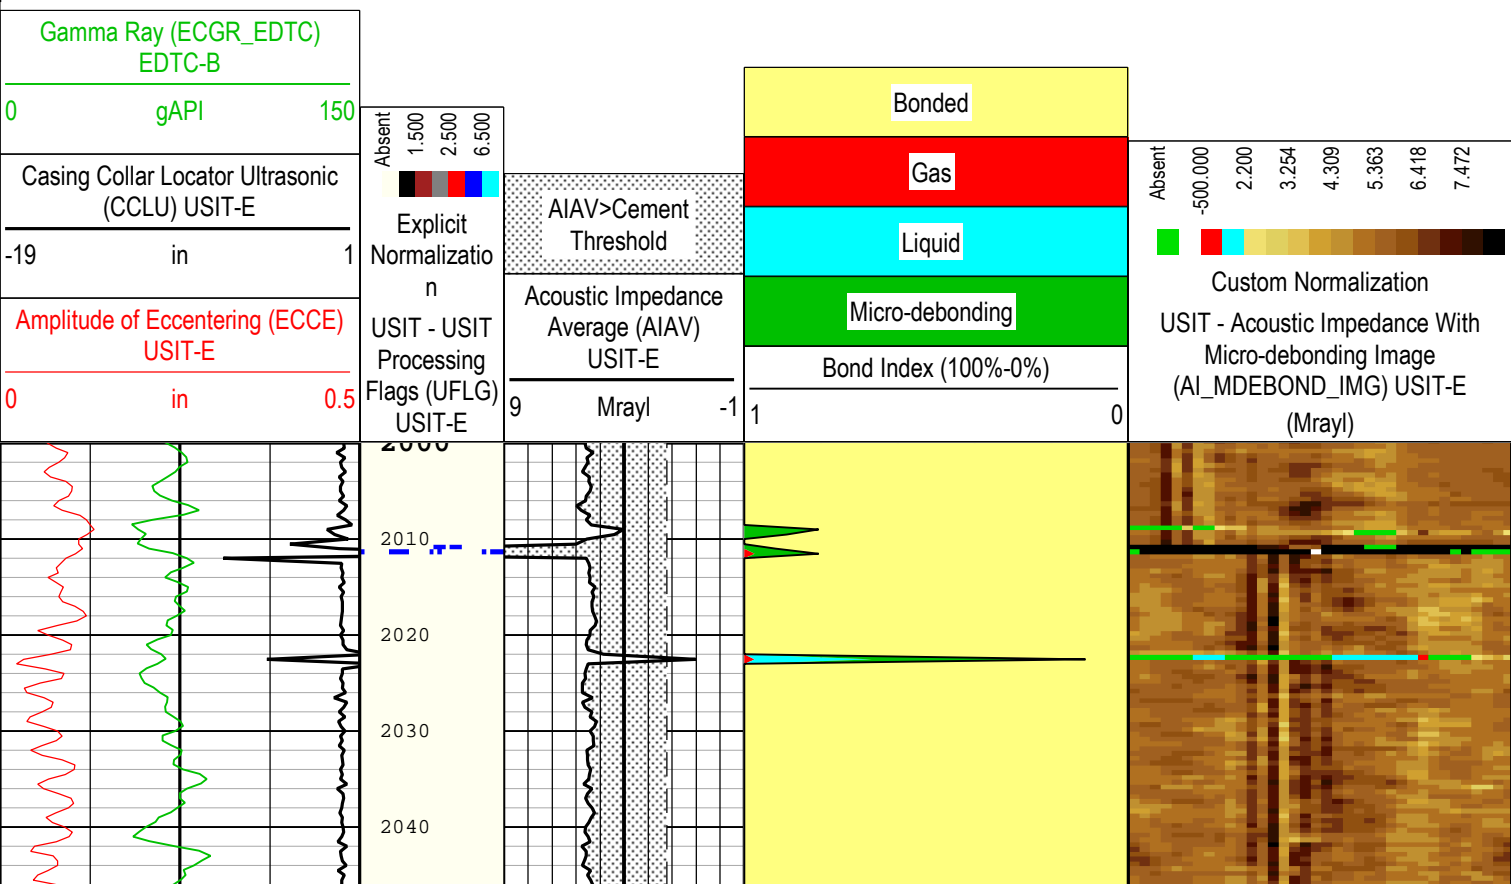 Gamma Ray (ECGR_EDTC)
EDTC-B
0 gAPI 150
Casing Collar Locator Ultrasonic
(CCLU) USIT-E
-19 in 1
Amplitude of Eccentering (ECCE)
USIT-E
0 in 0.5
Absent
1.500
2.500
6.500
Explicit
Normalizatio
n
USIT - USIT
Processing
Flags (UFLG)
USIT-E
AIAV>Cement
Threshold
Acoustic Impedance
Average (AIAV)
USIT-E
9 Mrayl -1
Bonded
Gas
Liquid
Micro-debonding
Bond Index (100%-0%)
1 0
Absent
-500.000
2.200
3.254
4.309
5.363
6.418
7.472
Custom Normalization
USIT - Acoustic Impedance With
Micro-debonding Image
(AI_MDEBOND_IMG) USIT-E
(Mrayl)
2000
2010
2020
2030
2040